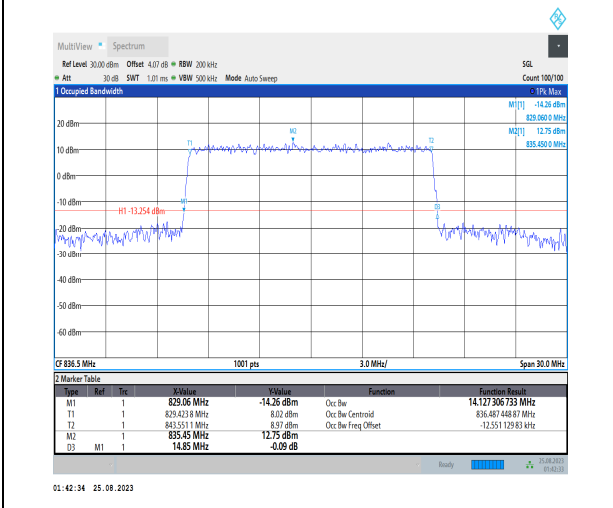 MultiView Spectrum
Ref Level 30.00 dBm Offset 4.07 dB RBW 200 kHz SGL
Att 30 dB SWT 1.01 ms VBW 500 kHz Mode Auto Sweep Count 100/100
1 Occupied Bandwidth 1Pk Max
M1[1] -14.26 dBm
829.060 0 MHz
20 dBm M2[1] 12.75 dBm
835.450 0 MHz
M2
T1 T2
10 dBm
0 dBm
-10 dBm M1 D3
H1 -13.254 dBm
-20 dBm
-30 dBm
-40 dBm
-50 dBm
-60 dBm
CF 836.5 MHz 1001 pts 3.0 MHz/ Span 30.0 MHz
2 Marker Table
Type Ref Trc X-Value Y-Value Function Function Result
M1 1 829.06 MHz -14.26 dBm Occ Bw 14.127 306 733 MHz
T1 1 829.423 8 MHz 8.02 dBm Occ Bw Centroid 836.487 448 87 MHz
T2 1 843.551 1 MHz 8.97 dBm Occ Bw Freq Offset -12.551 129 83 kHz
M2 1 835.45 MHz 12.75 dBm
D3 M1 1 14.85 MHz -0.09 dB
Ready 25.08.2023
01:42:33
01:42:34 25.08.2023